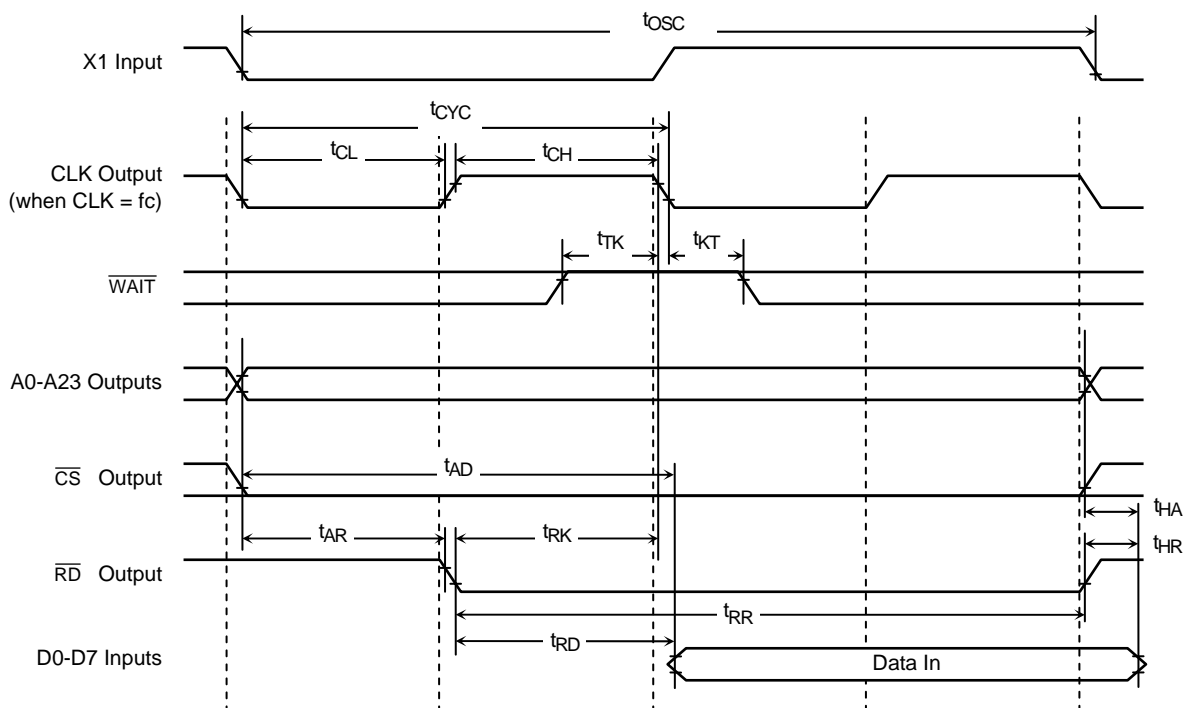 tOSC
X1 Input
tCYC
tCL
tCH
CLK Output
(when CLK = fc)
tTK
tKT
WAIT
A0-A23 Outputs
tAD
CS Output
tHA
tAR
tRK
tHR
RD Output
tRR
tRD
D0-D7 Inputs
Data In